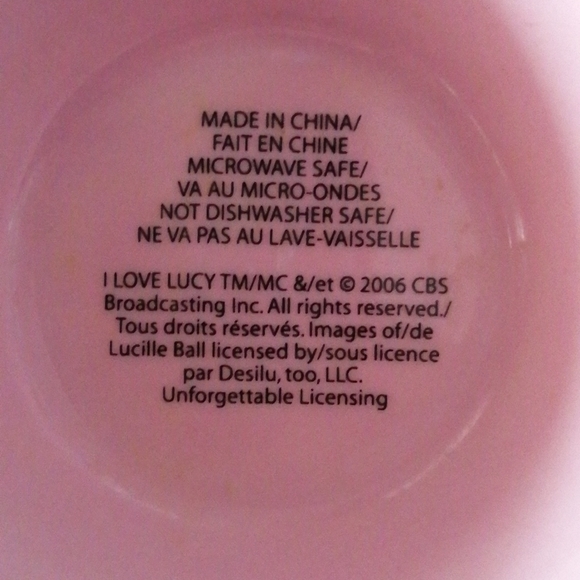 MADE IN CHINA/
FAIT EN CHINE
MICROWAVE SAFE/
VA AU MICRO-ONDES
NOT DISHWASHER SAFE/
NE VA PAS AU LAVE-VAISSELLE
I LOVE LUCY TM/MC &/et © 2006 CBS
Broadcasting Inc. All rights reserved./
Tous droits réservés. Images of/de
Lucille Ball licensed by/sous licence
par Desilu, too, LLC.
Unforgettable Licensing